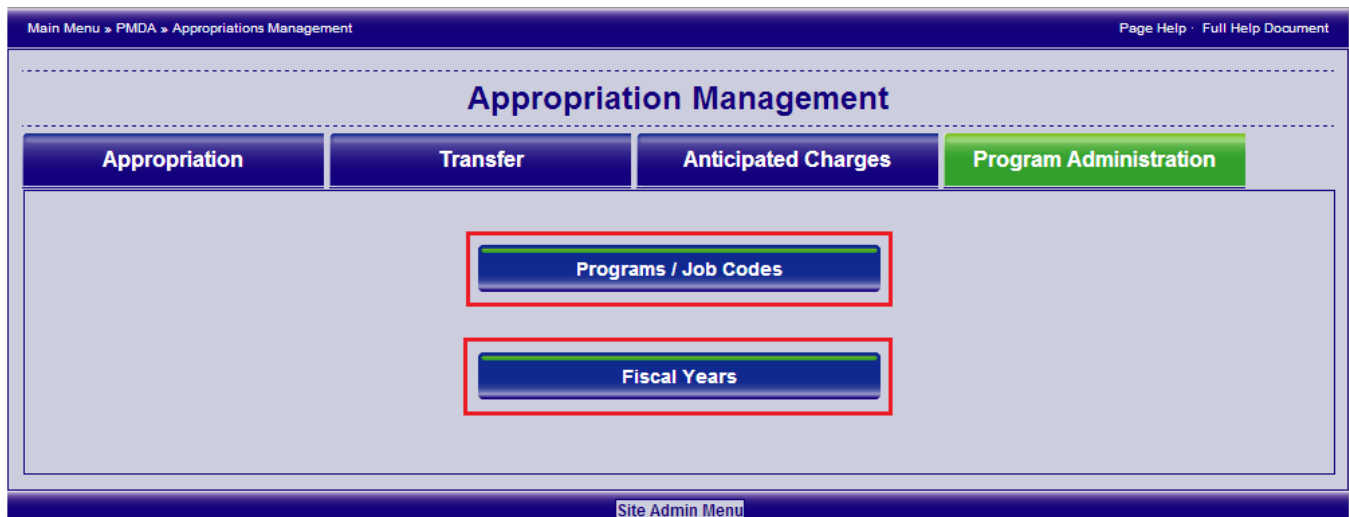 Main Menu » PMDA » Appropriations Management Page Help · Full Help Document
Appropriation Management
Appropriation Transfer Anticipated Charges Program Administration
Programs / Job Codes
Fiscal Years
Site Admin Menu